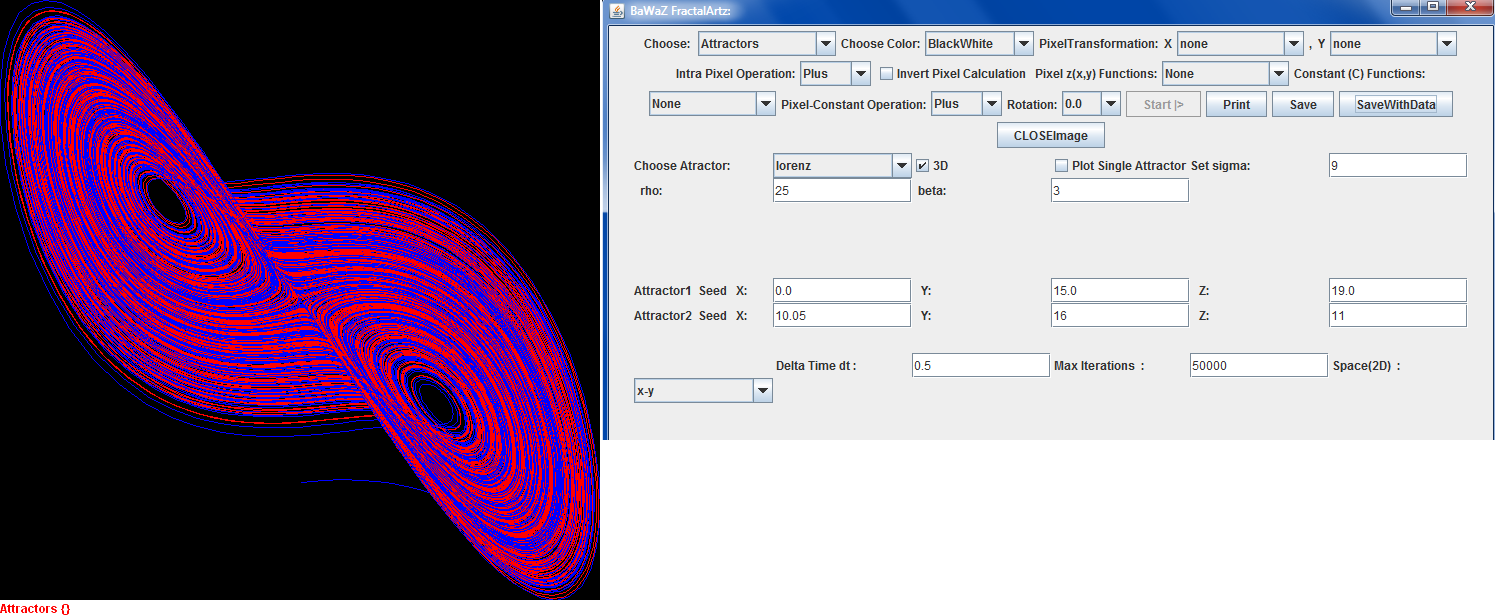 BaWaZ FractalArtz:
Choose: Attractors Choose Color: BlackWhite PixelTransformation: X none , Y none
Intra Pixel Operation: Plus Invert Pixel Calculation Pixel z(x,y) Functions: None Constant (C) Functions:
None Pixel-Constant Operation: Plus Rotation: 0.0 Start |> Print Save SaveWithData
CLOSEImage
Choose Atractor: lorenz 3D Plot Single Attractor Set sigma: 9
rho: 25 beta: 3
Attractor1 Seed X: 0.0 Y: 15.0 Z: 19.0
Attractor2 Seed X: 10.05 Y: 16 Z: 11
Delta Time dt : 0.5 Max Iterations : 50000 Space(2D) :
x-y
Attractors {}